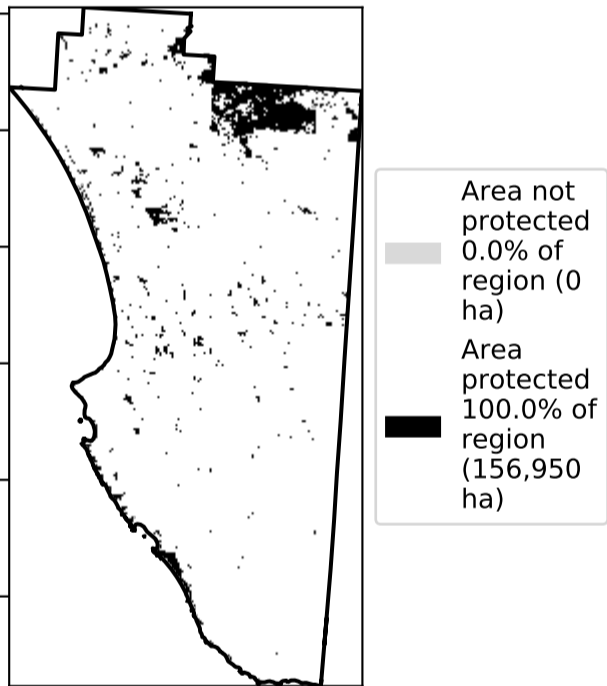 Area not
protected
0.0% of
region (0
ha)
Area
protected
100.0% of
region
(156,950
ha)